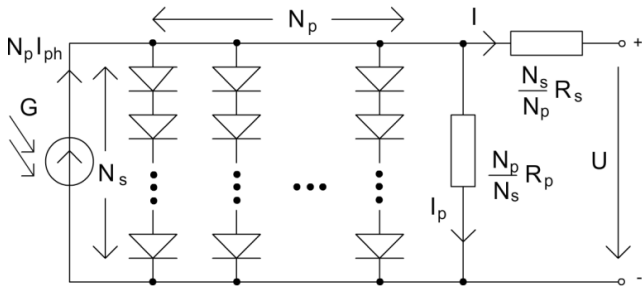 N_p
I
+
N_p I_ph
N_s/N_p R_s
G
N_s
N_p/N_s R_p
U
I_p
-